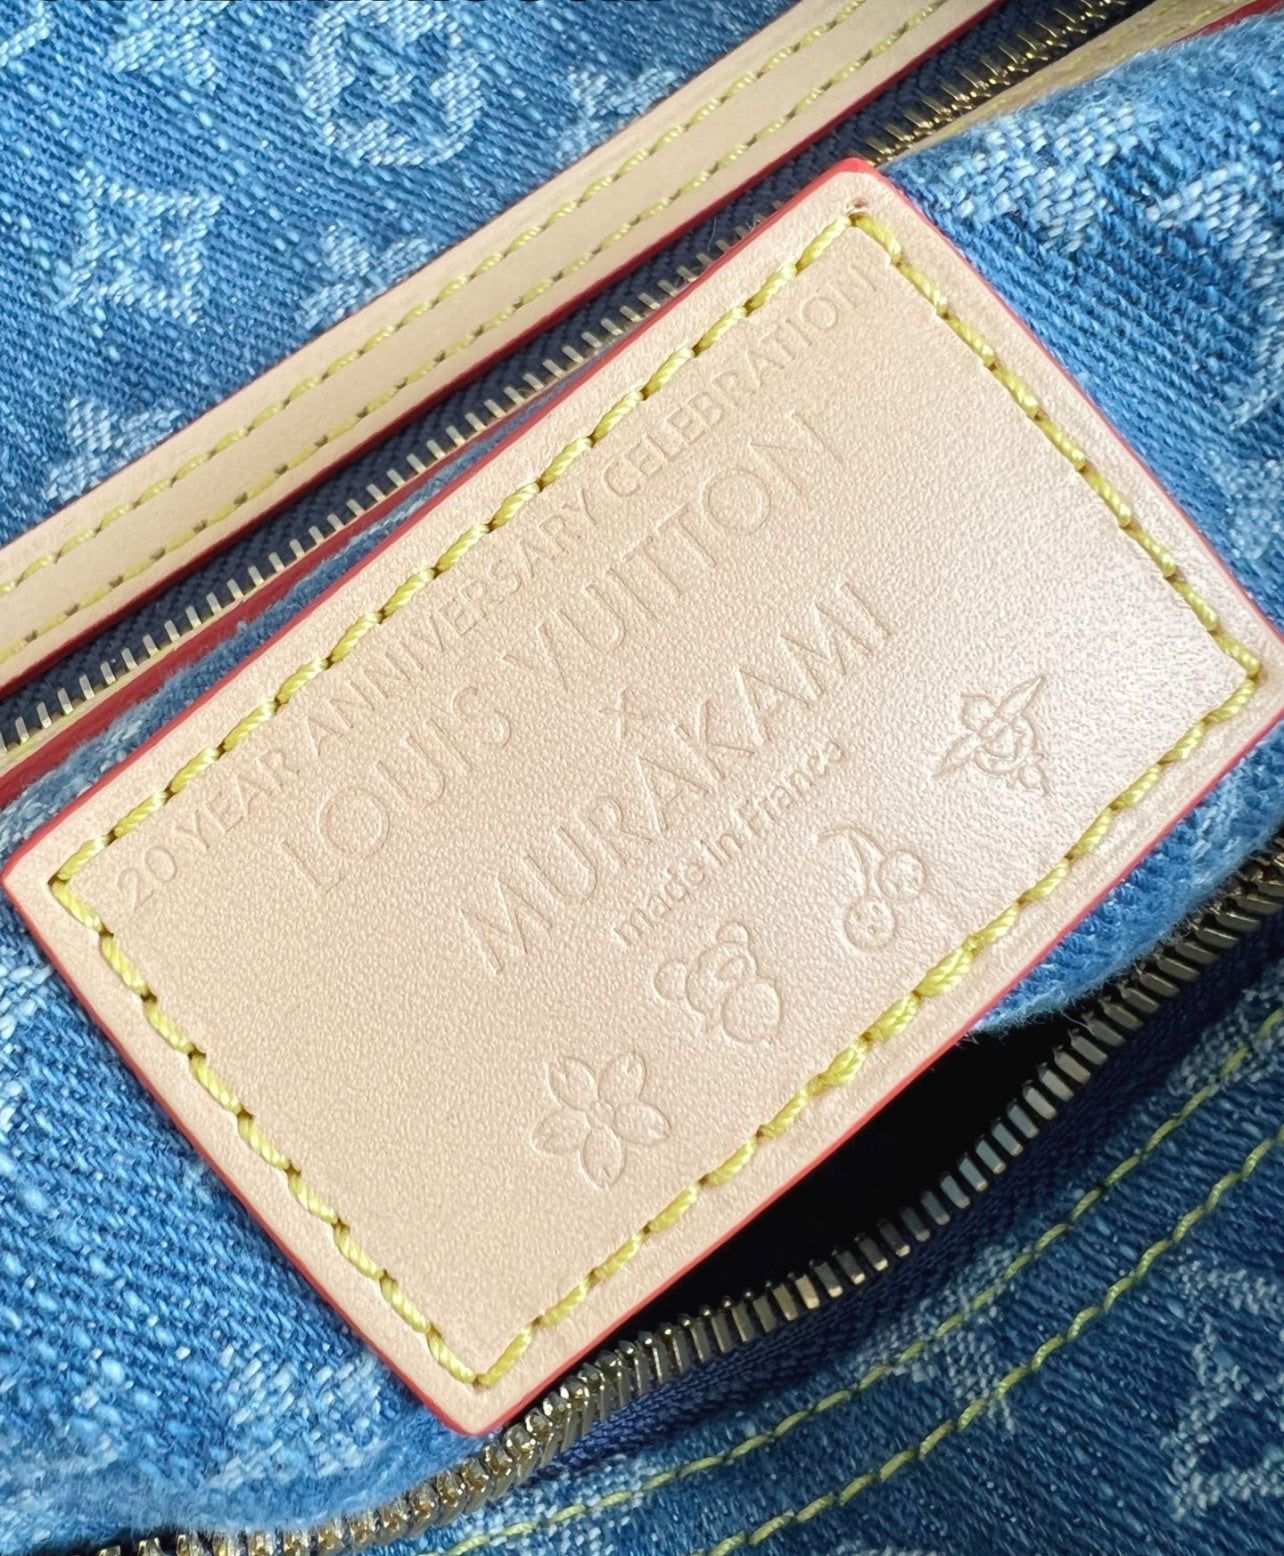 20 YEAR ANNIVERSARY CELEBRATION
LOUIS VUITTON
X
MURAKAMI
made in France